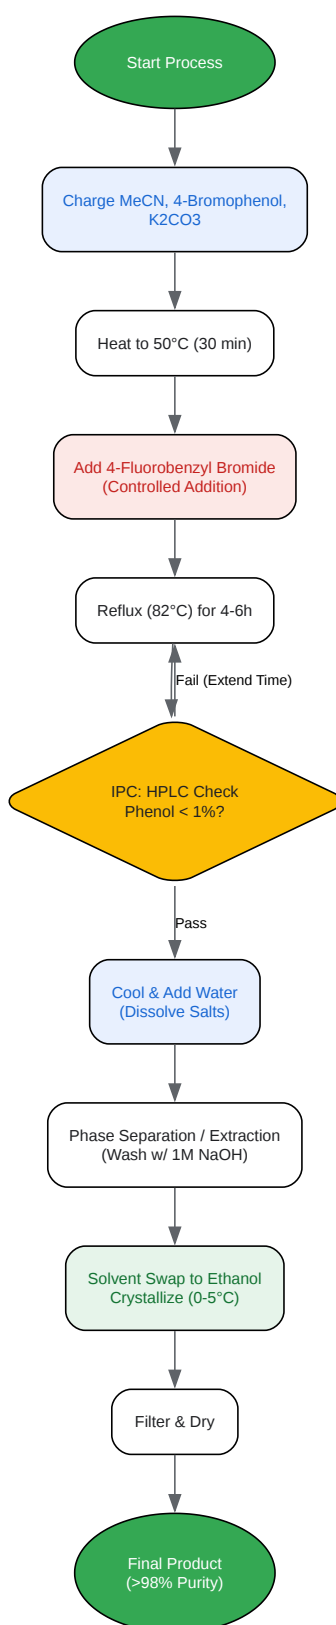 Start Process
Charge MeCN, 4-Bromophenol,
K2CO3
Heat to 50°C (30 min)
Add 4-Fluorobenzyl Bromide
(Controlled Addition)
Reflux (82°C) for 4-6h
Fail (Extend Time)
IPC: HPLC Check
Phenol < 1%?
Pass
Cool & Add Water
(Dissolve Salts)
Phase Separation / Extraction
(Wash w/ 1M NaOH)
Solvent Swap to Ethanol
Crystallize (0-5°C)
Filter & Dry
Final Product
(>98% Purity)